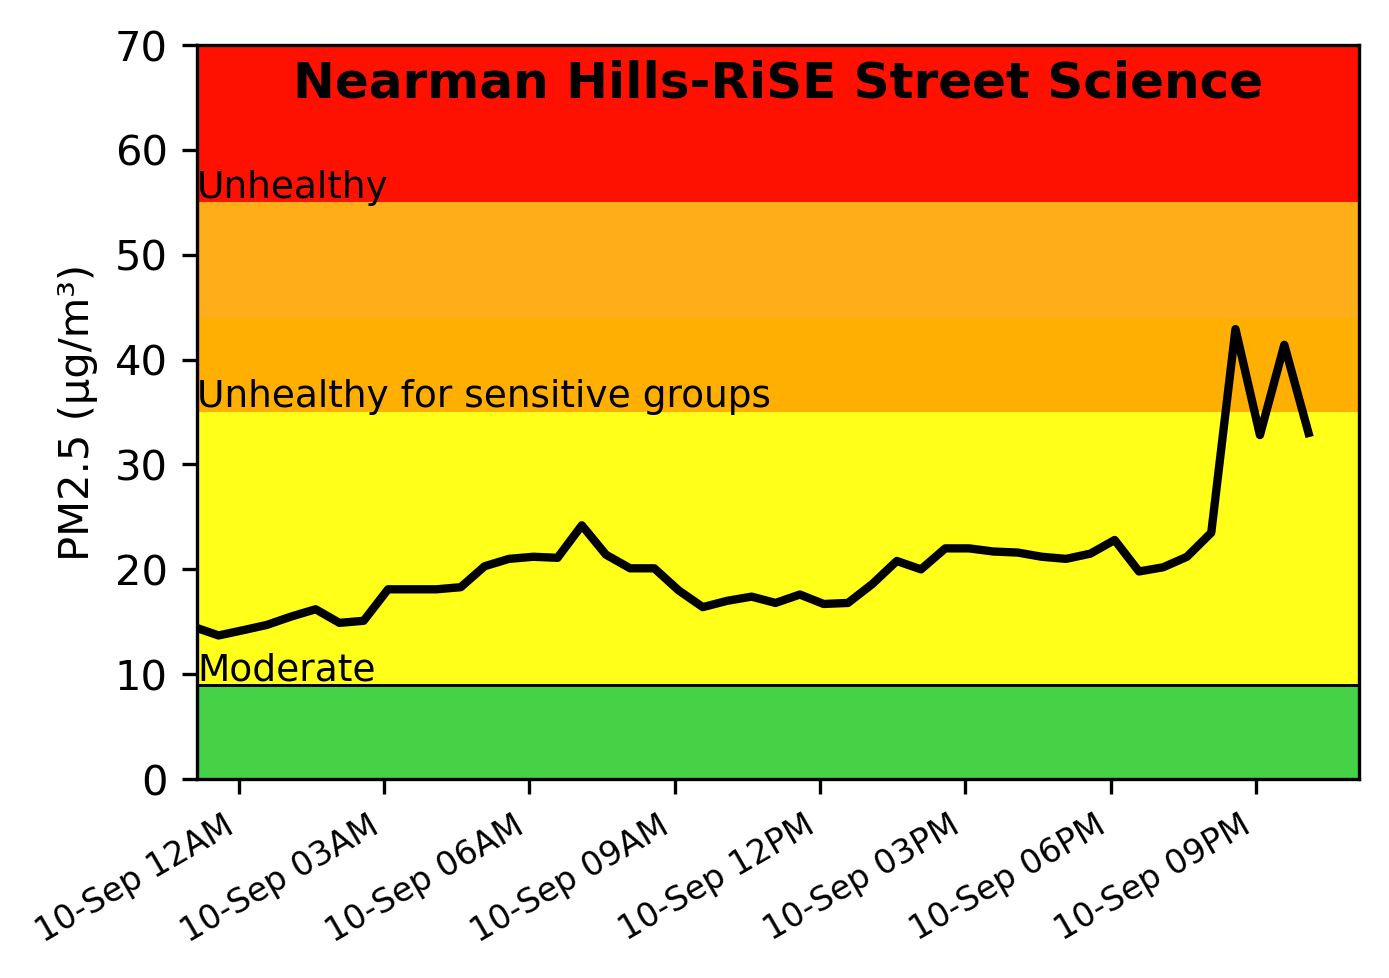 Nearman Hills-RiSE Street Science
70
60
50
40
30
20
10
0
PM2.5 (µg/m³)
Unhealthy
Unhealthy for sensitive groups
Moderate
10-Sep 12AM
10-Sep 03AM
10-Sep 06AM
10-Sep 09AM
10-Sep 12PM
10-Sep 03PM
10-Sep 06PM
10-Sep 09PM